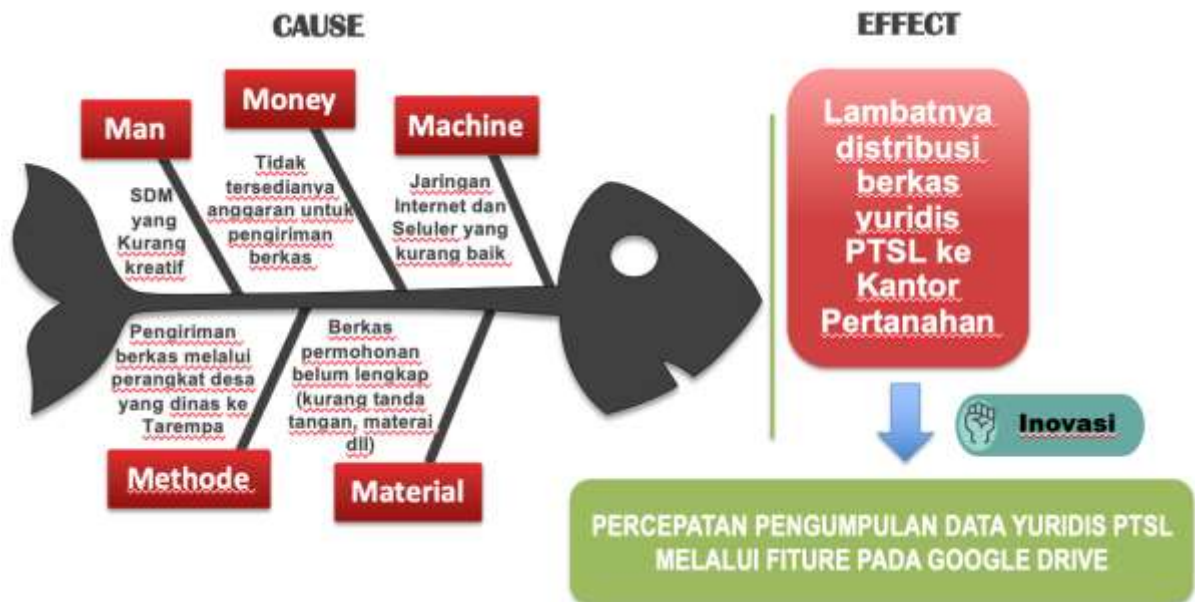 CAUSE
EFFECT
Man
Money
Machine
SDM
yang
Kurang
kreatif
Tidak
tersedianya
anggaran untuk
pengiriman
berkas
Jaringan
Internet dan
Seluler yang
kurang baik
Pengiriman
berkas melalui
perangkat desa
yang dinas ke
Tarempa
Berkas
permohonan
belum lengkap
(kurang tanda
tangan, materai
dll)
Methode
Material
Lambatnya
distribusi
berkas
yuridis
PTSL ke
Kantor
Pertanahan
Inovasi
PERCEPATAN PENGUMPULAN DATA YURIDIS PTSL
MELALUI FITURE PADA GOOGLE DRIVE